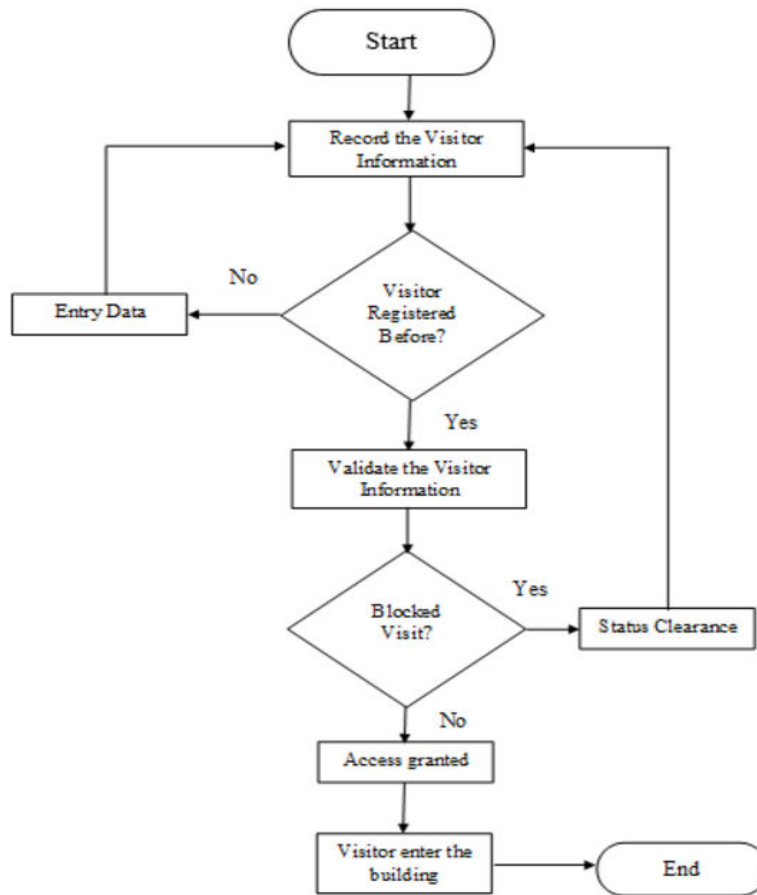 Start
Record the Visitor
Information
No
Visitor
Registered
Before?
Entry Data
Yes
Validate the Visitor
Information
Yes
Blocked
Visit?
Status Clearance
No
Access granted
Visitor enter the
building
End